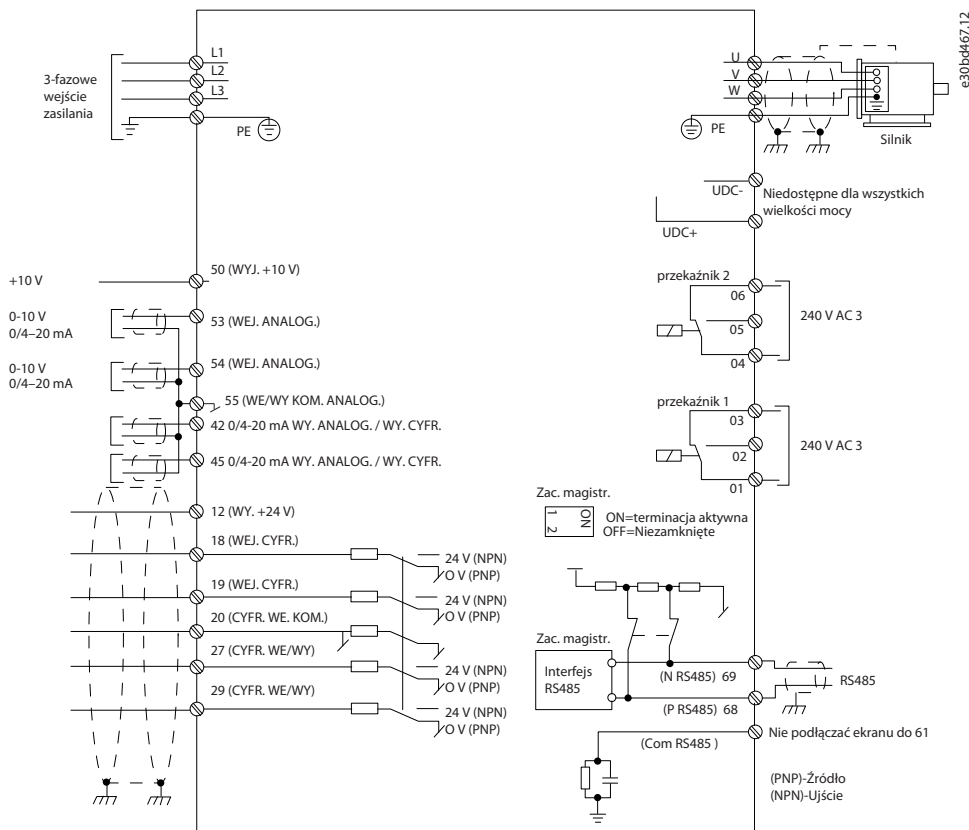 e30bd467.12
3-fazowe
wejście
zasilania
L1
L2
L3
PE
U
V
W
PE
Silnik
UDC-
UDC+
Niedostępne dla wszystkich
wielkości mocy
+10 V
50 (WYJ. +10 V)
0-10 V
0/4–20 mA
53 (WEJ. ANALOG.)
0-10 V
0/4–20 mA
54 (WEJ. ANALOG.)
55 (WE/WY KOM. ANALOG.)
42 0/4-20 mA WY. ANALOG. / WY. CYFR.
45 0/4-20 mA WY. ANALOG. / WY. CYFR.
12 (WY. +24 V)
18 (WEJ. CYFR.)
24 V (NPN)
O V (PNP)
19 (WEJ. CYFR.)
24 V (NPN)
O V (PNP)
20 (CYFR. WE. KOM.)
27 (CYFR. WE/WY)
24 V (NPN)
O V (PNP)
29 (CYFR. WE/WY)
24 V (NPN)
O V (PNP)
przekaźnik 2
06
05
04
240 V AC 3
przekaźnik 1
03
02
01
240 V AC 3
Zac. magistr.
1
2
ON
ON=terminacja aktywna
OFF=Niezamknięte
Zac. magistr.
Interfejs
RS485
(N RS485) 69
(P RS485) 68
RS485
(Com RS485 )
Nie podłączać ekranu do 61
(PNP)-Źródło
(NPN)-Ujście